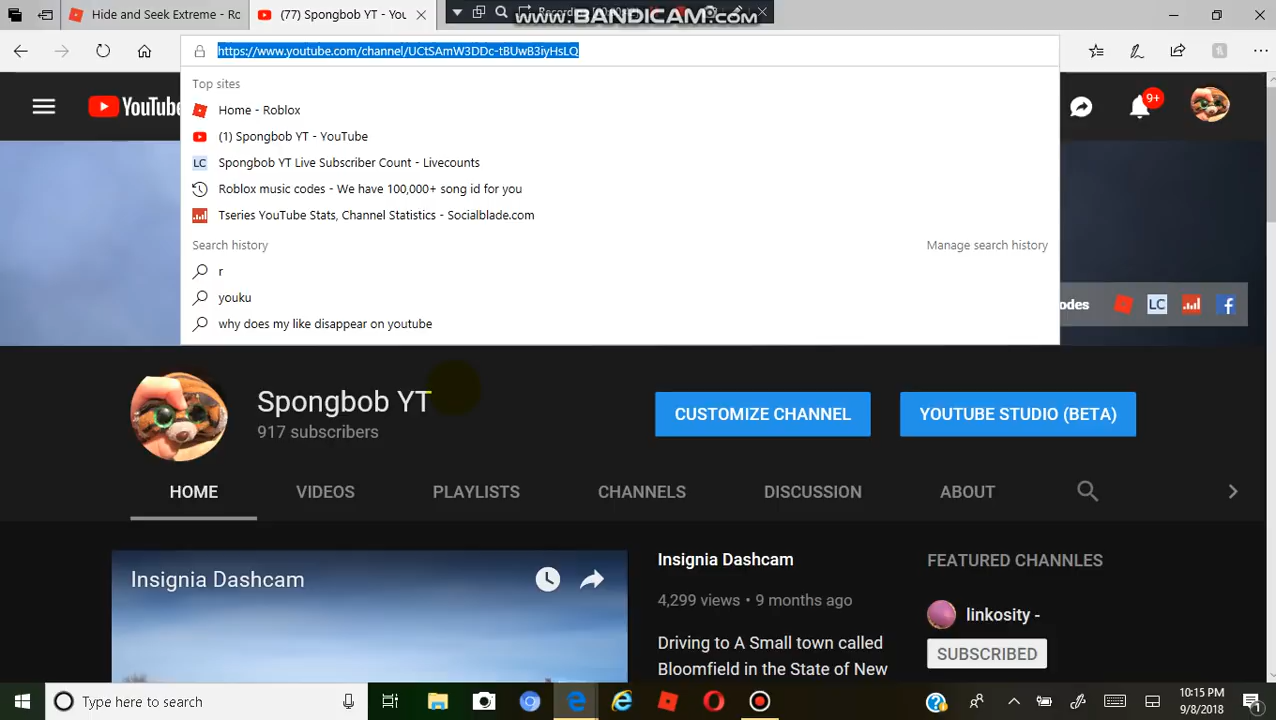 Hide and Seek Extreme - Ro
(77) Spongbob YT - You
www.BANDICAM.com
https://www.youtube.com/channel/UCtSAmW3DDc-tBUwB3iyHsLQ
Top sites
Home - Roblox
(1) Spongbob YT - YouTube
LC Spongbob YT Live Subscriber Count - Livecounts
Roblox music codes - We have 100,000+ song id for you
Tseries YouTube Stats, Channel Statistics - Socialblade.com
Search history
Manage search history
r
youku
why does my like disappear on youtube
YouTube
9+
odes
LC
Spongbob YT
917 subscribers
CUSTOMIZE CHANNEL
YOUTUBE STUDIO (BETA)
HOME VIDEOS PLAYLISTS CHANNELS DISCUSSION ABOUT
Insignia Dashcam
Insignia Dashcam
4,299 views • 9 months ago
Driving to A Small town called
Bloomfield in the State of New
FEATURED CHANNLES
linkosity -
SUBSCRIBED
Type here to search
10:15 PM
9/8/2018
1